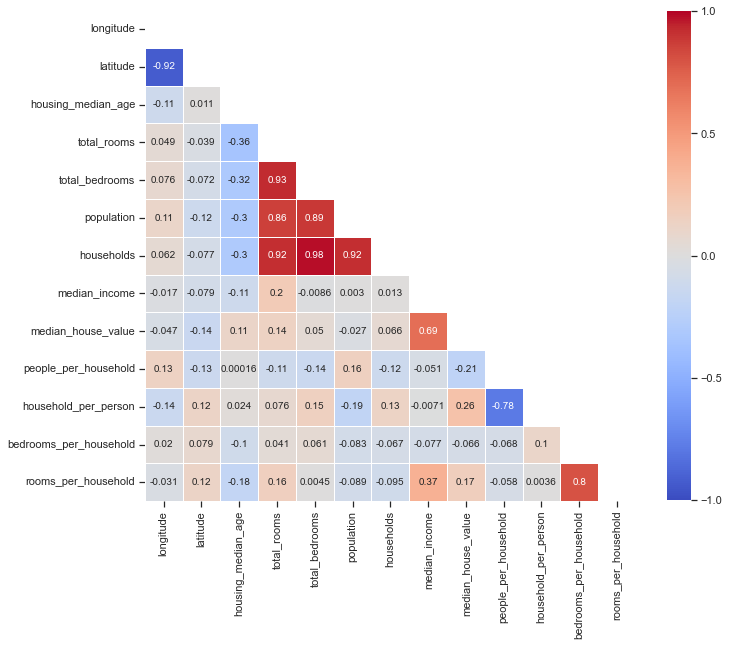 longitude
latitude -0.92
housing_median_age -0.11 0.011
total_rooms 0.049 -0.039 -0.36
total_bedrooms 0.076 -0.072 -0.32 0.93
population 0.11 -0.12 -0.3 0.86 0.89
households 0.062 -0.077 -0.3 0.92 0.98 0.92
median_income -0.017 -0.079 -0.11 0.2 -0.0086 0.003 0.013
median_house_value -0.047 -0.14 0.11 0.14 0.05 -0.027 0.066 0.69
people_per_household 0.13 -0.13 0.00016 -0.11 -0.14 0.16 -0.12 -0.051 -0.21
household_per_person -0.14 0.12 0.024 0.076 0.15 -0.19 0.13 -0.0071 0.26 -0.78
bedrooms_per_household 0.02 0.079 -0.1 0.041 0.061 -0.083 -0.067 -0.077 -0.066 -0.068 0.1
rooms_per_household -0.031 0.12 -0.18 0.16 0.0045 -0.089 -0.095 0.37 0.17 -0.058 0.0036 0.8
longitude
latitude
housing_median_age
total_rooms
total_bedrooms
population
households
median_income
median_house_value
people_per_household
household_per_person
bedrooms_per_household
rooms_per_household
1.0
0.5
0.0
−0.5
−1.0